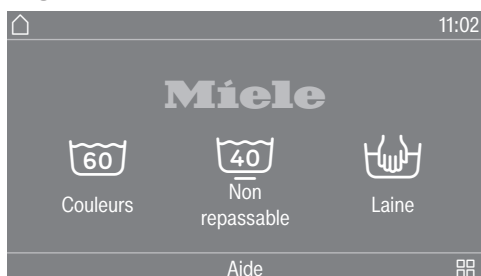 11:02
Miele
60
40
Couleurs
Non
repassable
Laine
Aide